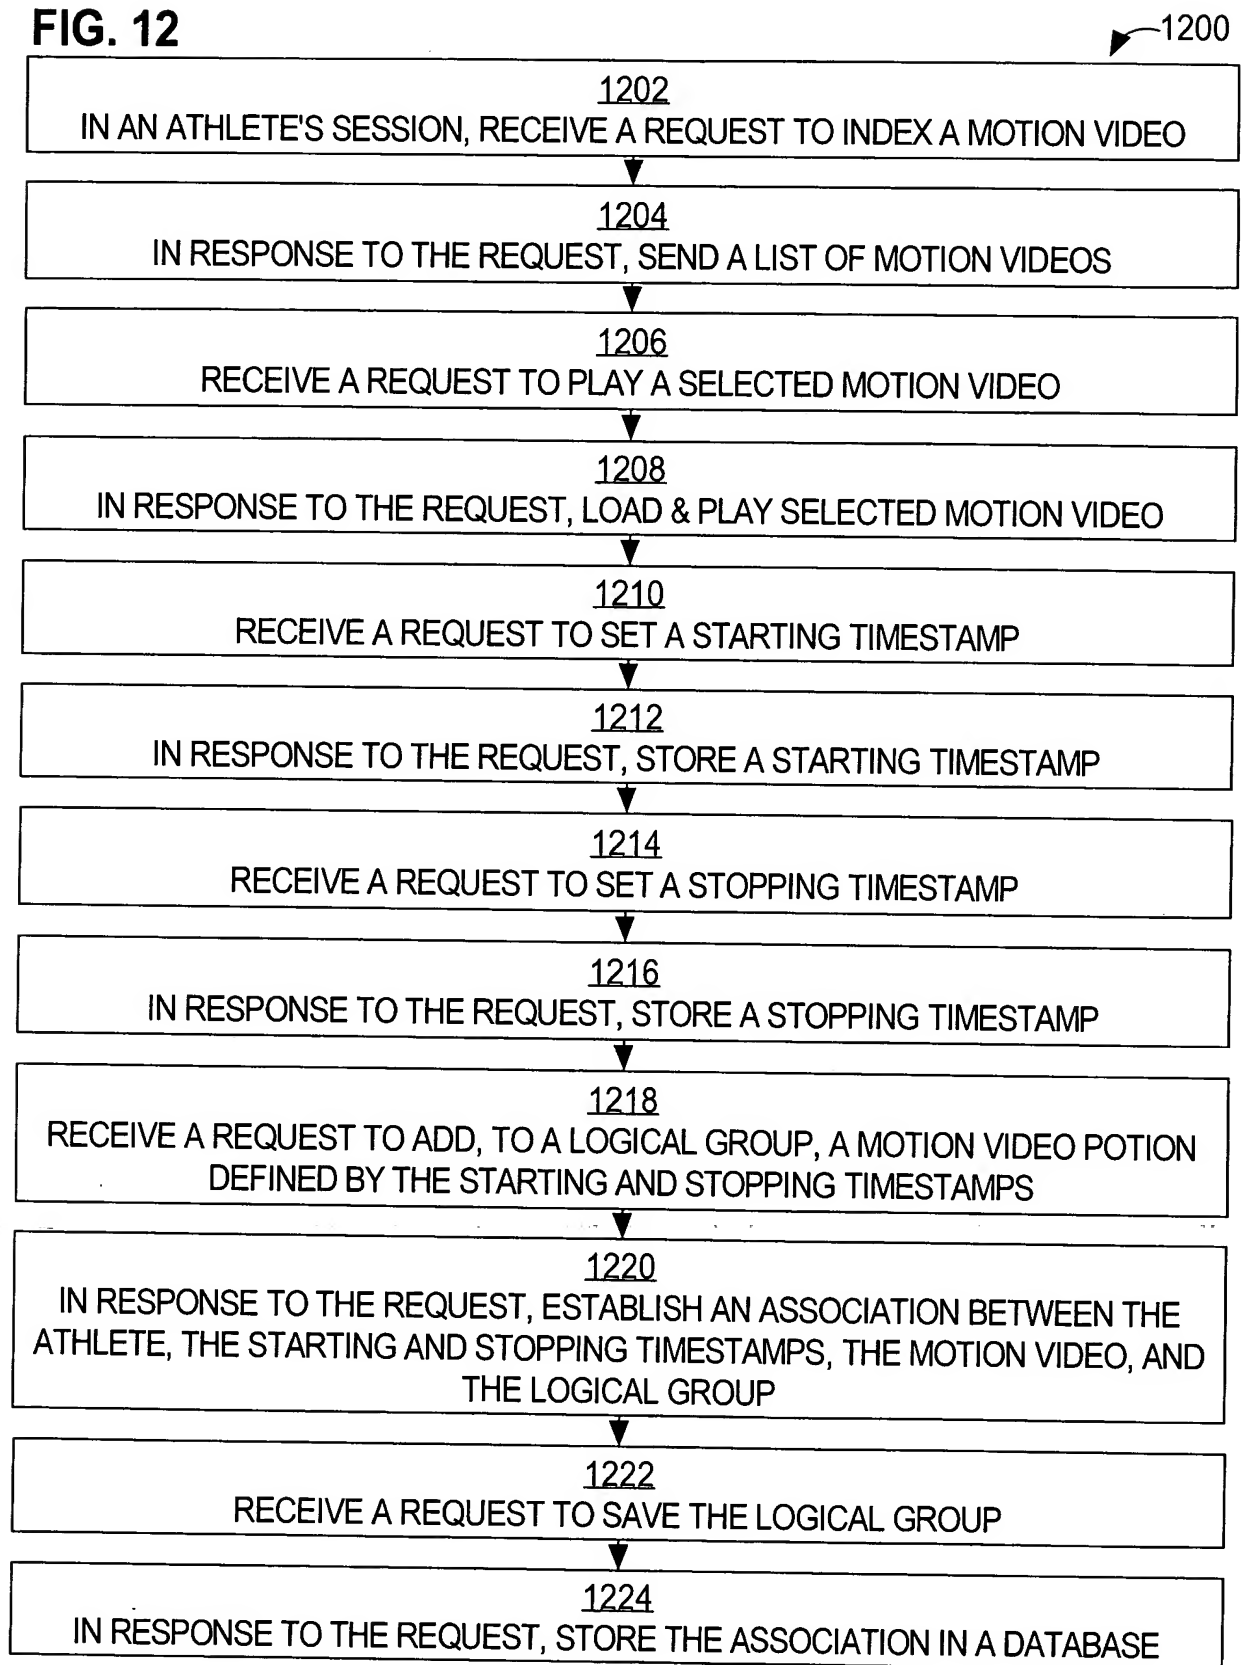 FIG. 12
1200
1202
IN AN ATHLETE'S SESSION, RECEIVE A REQUEST TO INDEX A MOTION VIDEO
1204
IN RESPONSE TO THE REQUEST, SEND A LIST OF MOTION VIDEOS
1206
RECEIVE A REQUEST TO PLAY A SELECTED MOTION VIDEO
1208
IN RESPONSE TO THE REQUEST, LOAD & PLAY SELECTED MOTION VIDEO
1210
RECEIVE A REQUEST TO SET A STARTING TIMESTAMP
1212
IN RESPONSE TO THE REQUEST, STORE A STARTING TIMESTAMP
1214
RECEIVE A REQUEST TO SET A STOPPING TIMESTAMP
1216
IN RESPONSE TO THE REQUEST, STORE A STOPPING TIMESTAMP
1218
RECEIVE A REQUEST TO ADD, TO A LOGICAL GROUP, A MOTION VIDEO POTION
DEFINED BY THE STARTING AND STOPPING TIMESTAMPS
1220
IN RESPONSE TO THE REQUEST, ESTABLISH AN ASSOCIATION BETWEEN THE
ATHLETE, THE STARTING AND STOPPING TIMESTAMPS, THE MOTION VIDEO, AND
THE LOGICAL GROUP
1222
RECEIVE A REQUEST TO SAVE THE LOGICAL GROUP
1224
IN RESPONSE TO THE REQUEST, STORE THE ASSOCIATION IN A DATABASE